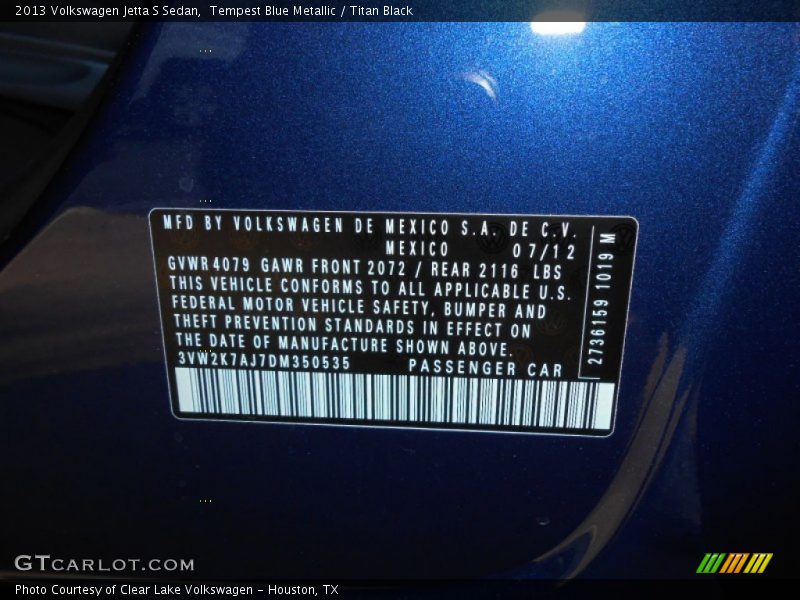 2013 Volkswagen Jetta S Sedan, Tempest Blue Metallic / Titan Black
MFD BY VOLKSWAGEN DE MEXICO S.A. DE C.V.
MEXICO 07/12
GVWR 4079 GAWR FRONT 2072 / REAR 2116 LBS
THIS VEHICLE CONFORMS TO ALL APPLICABLE U.S.
FEDERAL MOTOR VEHICLE SAFETY, BUMPER AND
THEFT PREVENTION STANDARDS IN EFFECT ON
THE DATE OF MANUFACTURE SHOWN ABOVE.
3VW2K7AJ7DM350535 PASSENGER CAR
2736159 1019 M
GTCARLOT.COM
Photo Courtesy of Clear Lake Volkswagen - Houston, TX